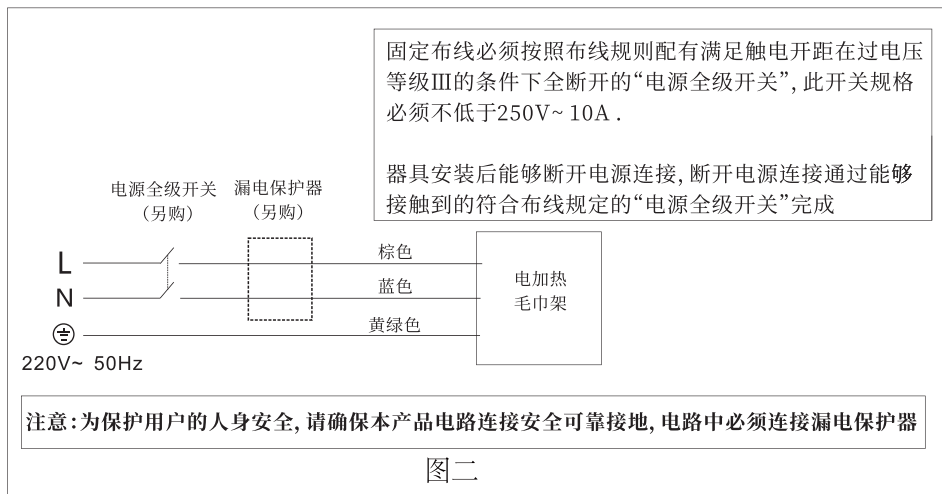 固定布线必须按照布线规则配有满足触电开距在过电压
等级Ⅲ的条件下全断开的“电源全级开关”, 此开关规格
必须不低于250V~ 10A .
器具安装后能够断开电源连接, 断开电源连接通过能够
接触到的符合布线规定的“电源全级开关”完成
电源全级开关
（另购）
漏电保护器
（另购）
L
棕色
N
蓝色
黄绿色
电加热
毛巾架
220V~ 50Hz
注意:为保护用户的人身安全, 请确保本产品电路连接安全可靠接地, 电路中必须连接漏电保护器
图二